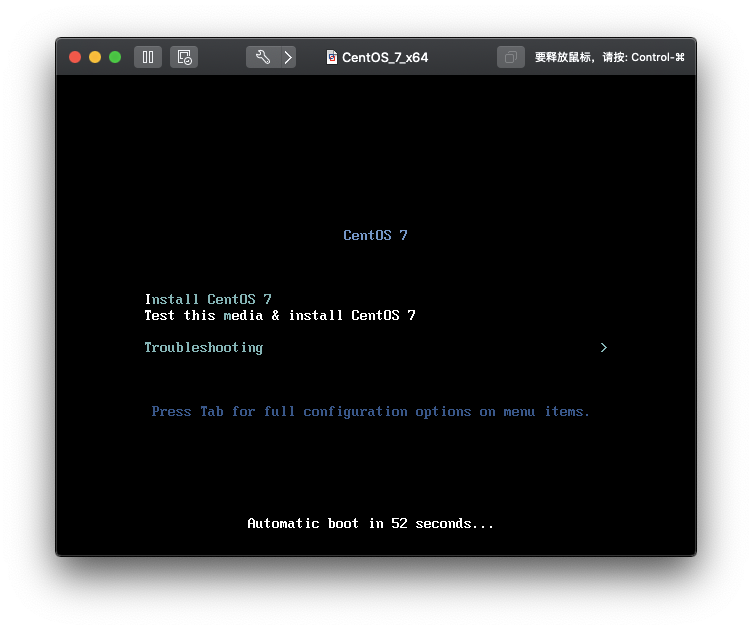 CentOS_7_x64
要释放鼠标，请按: Control-⌘
CentOS 7
Install CentOS 7
Test this media & install CentOS 7
Troubleshooting >
Press Tab for full configuration options on menu items.
Automatic boot in 52 seconds...